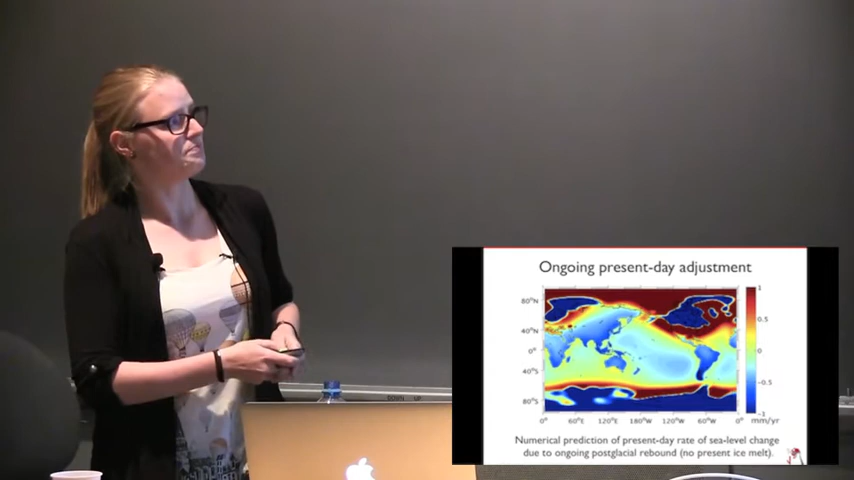 Ongoing present-day adjustment
80°N
40°N
0°
40°S
80°S
0° 60°E 120°E 180°W 120°W 60°W 0°
1
0.5
0
-0.5
-1
mm/yr
Numerical prediction of present-day rate of sea-level change
due to ongoing postglacial rebound (no present ice melt).
DOWN UP